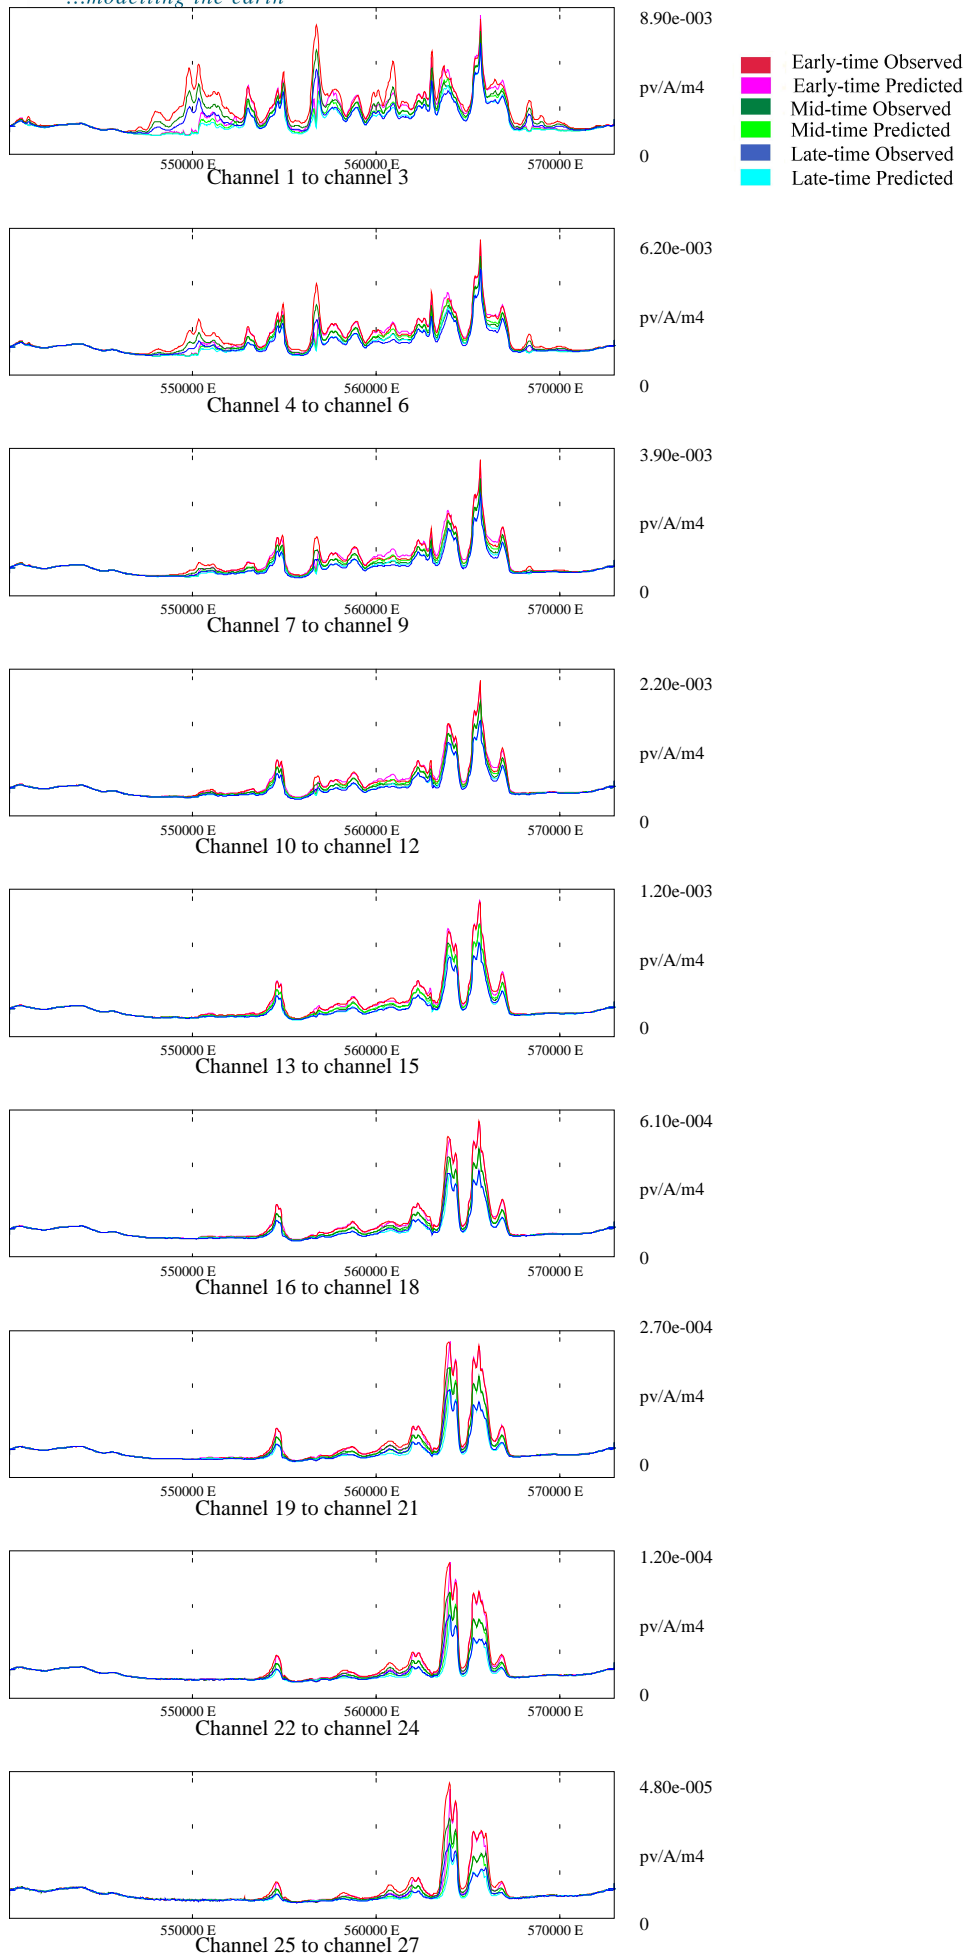 ...modelling the earth
8.90e-003
pv/A/m4
0
550000 E 560000 E 570000 E
Channel 1 to channel 3
Early-time Observed
Early-time Predicted
Mid-time Observed
Mid-time Predicted
Late-time Observed
Late-time Predicted
6.20e-003
pv/A/m4
0
550000 E 560000 E 570000 E
Channel 4 to channel 6
3.90e-003
pv/A/m4
0
550000 E 560000 E 570000 E
Channel 7 to channel 9
2.20e-003
pv/A/m4
0
550000 E 560000 E 570000 E
Channel 10 to channel 12
1.20e-003
pv/A/m4
0
550000 E 560000 E 570000 E
Channel 13 to channel 15
6.10e-004
pv/A/m4
0
550000 E 560000 E 570000 E
Channel 16 to channel 18
2.70e-004
pv/A/m4
0
550000 E 560000 E 570000 E
Channel 19 to channel 21
1.20e-004
pv/A/m4
0
550000 E 560000 E 570000 E
Channel 22 to channel 24
4.80e-005
pv/A/m4
0
550000 E 560000 E 570000 E
Channel 25 to channel 27